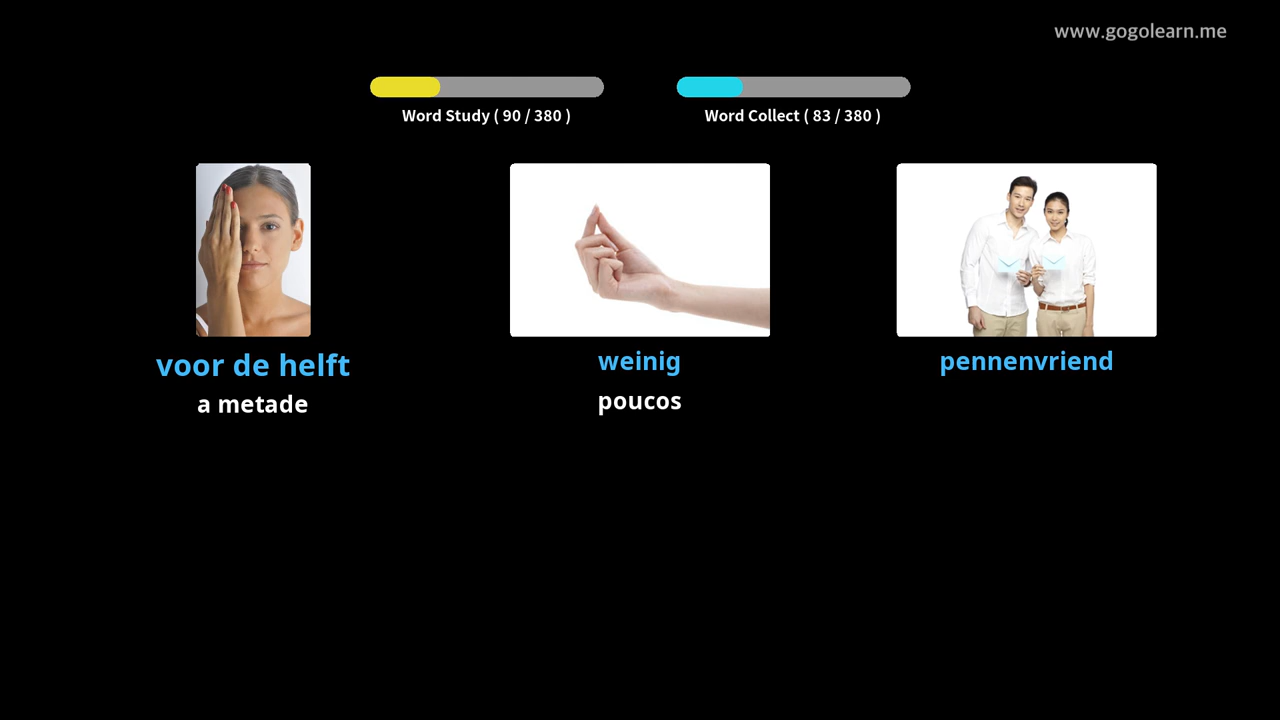 www.gogolearn.me
Word Study ( 90 / 380 )
Word Collect ( 83 / 380 )
voor de helft
a metade
weinig
poucos
pennenvriend